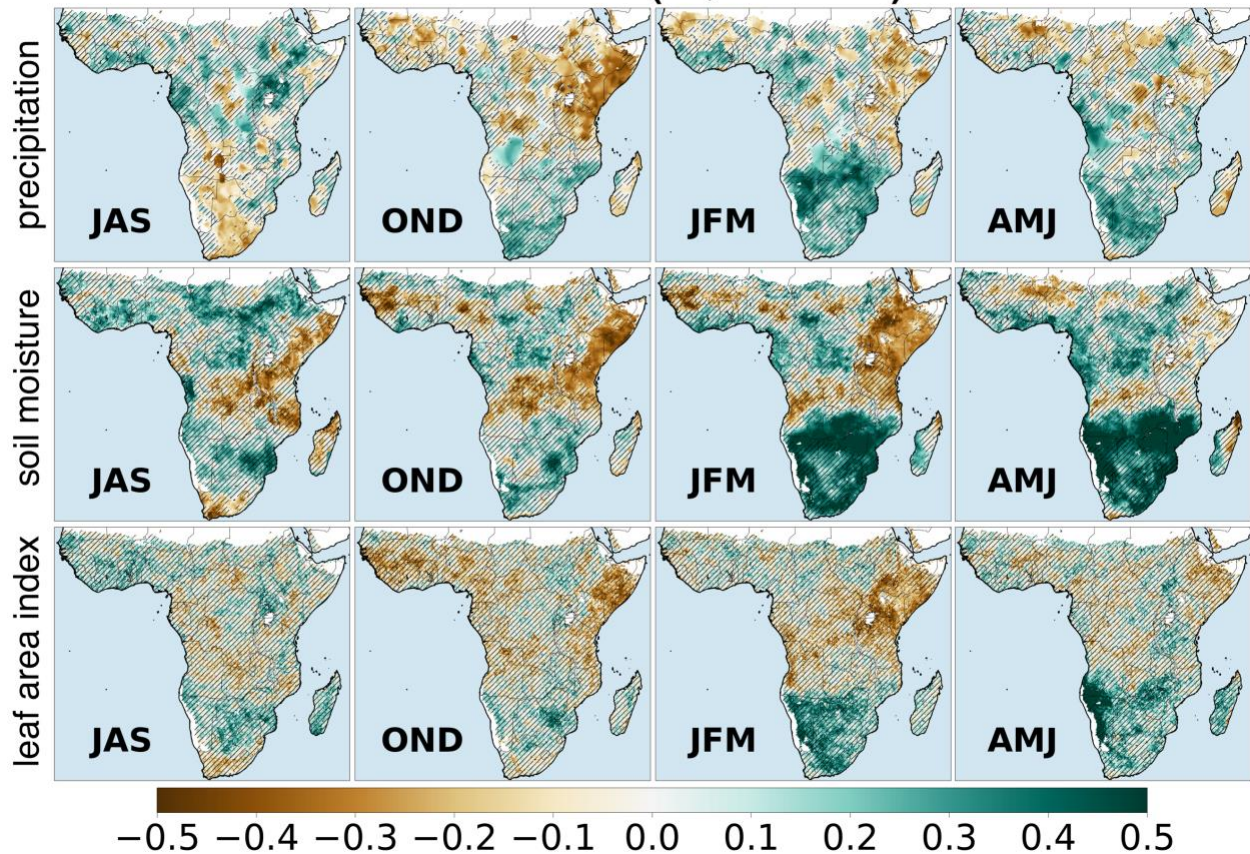 precipitation
JAS
OND
JFM
AMJ
soil moisture
JAS
OND
JFM
AMJ
leaf area index
JAS
OND
JFM
AMJ
−0.5 −0.4 −0.3 −0.2 −0.1 0.0 0.1 0.2 0.3 0.4 0.5